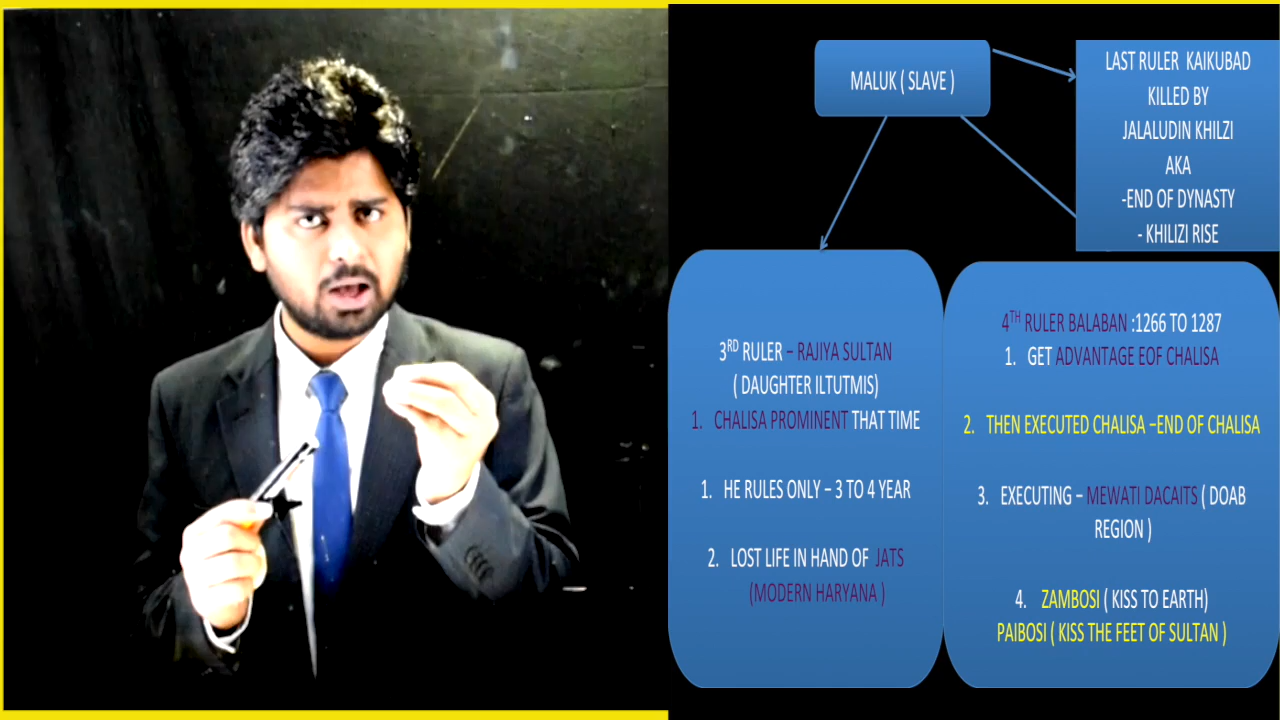 MALUK ( SLAVE )
LAST RULER KAIKUBAD
KILLED BY
JALALUDIN KHILZI
AKA
-END OF DYNASTY
- KHILIZI RISE
3RD RULER – RAJIYA SULTAN
( DAUGHTER ILTUTMIS)
1. CHALISA PROMINENT THAT TIME
1. HE RULES ONLY – 3 TO 4 YEAR
2. LOST LIFE IN HAND OF JATS
(MODERN HARYANA )
4TH RULER BALABAN :1266 TO 1287
1. GET ADVANTAGE EOF CHALISA
2. THEN EXECUTED CHALISA –END OF CHALISA
3. EXECUTING – MEWATI DACAITS ( DOAB
REGION )
4. ZAMBOSI ( KISS TO EARTH)
PAIBOSI ( KISS THE FEET OF SULTAN )